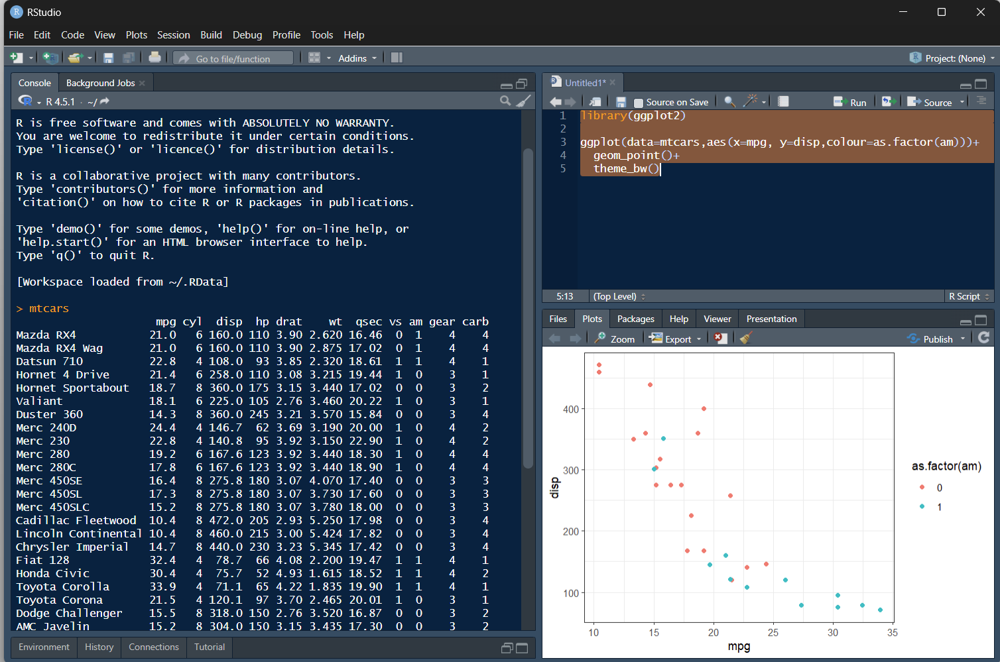 RStudio
File Edit Code View Plots Session Build Debug Profile Tools Help
Go to file/function Addins Project: (None)
Console Background Jobs
R 4.5.1 · ~/
R is free software and comes with ABSOLUTELY NO WARRANTY.
You are welcome to redistribute it under certain conditions.
Type 'license()' or 'licence()' for distribution details.
R is a collaborative project with many contributors.
Type 'contributors()' for more information and
'citation()' on how to cite R or R packages in publications.
Type 'demo()' for some demos, 'help()' for on-line help, or
'help.start()' for an HTML browser interface to help.
Type 'q()' to quit R.
[Workspace loaded from ~/.RData]
> mtcars
mpg cyl disp hp drat wt qsec vs am gear carb
Mazda RX4 21.0 6 160.0 110 3.90 2.620 16.46 0 1 4 4
Mazda RX4 Wag 21.0 6 160.0 110 3.90 2.875 17.02 0 1 4 4
Datsun 710 22.8 4 108.0 93 3.85 2.320 18.61 1 1 4 1
Hornet 4 Drive 21.4 6 258.0 110 3.08 3.215 19.44 1 0 3 1
Hornet Sportabout 18.7 8 360.0 175 3.15 3.440 17.02 0 0 3 2
Valiant 18.1 6 225.0 105 2.76 3.460 20.22 1 0 3 1
Duster 360 14.3 8 360.0 245 3.21 3.570 15.84 0 0 3 4
Merc 240D 24.4 4 146.7 62 3.69 3.190 20.00 1 0 4 2
Merc 230 22.8 4 140.8 95 3.92 3.150 22.90 1 0 4 2
Merc 280 19.2 6 167.6 123 3.92 3.440 18.30 1 0 4 4
Merc 280C 17.8 6 167.6 123 3.92 3.440 18.90 1 0 4 4
Merc 450SE 16.4 8 275.8 180 3.07 4.070 17.40 0 0 3 3
Merc 450SL 17.3 8 275.8 180 3.07 3.730 17.60 0 0 3 3
Merc 450SLC 15.2 8 275.8 180 3.07 3.780 18.00 0 0 3 3
Cadillac Fleetwood 10.4 8 472.0 205 2.93 5.250 17.98 0 0 3 4
Lincoln Continental 10.4 8 460.0 215 3.00 5.424 17.82 0 0 3 4
Chrysler Imperial 14.7 8 440.0 230 3.23 5.345 17.42 0 0 3 4
Fiat 128 32.4 4 78.7 66 4.08 2.200 19.47 1 1 4 1
Honda Civic 30.4 4 75.7 52 4.93 1.615 18.52 1 1 4 2
Toyota Corolla 33.9 4 71.1 65 4.22 1.835 19.90 1 1 4 1
Toyota Corona 21.5 4 120.1 97 3.70 2.465 20.01 1 0 3 1
Dodge Challenger 15.5 8 318.0 150 2.76 3.520 16.87 0 0 3 2
AMC Javelin 15.2 8 304.0 150 3.15 3.435 17.30 0 0 3 2
Environment History Connections Tutorial
Untitled1*
Source on Save Run Source
1 library(ggplot2)
2
3 ggplot(data=mtcars,aes(x=mpg, y=disp,colour=as.factor(am)))+
4 geom_point()+
5 theme_bw()
5:13 (Top Level) R Script
Files Plots Packages Help Viewer Presentation
Zoom Export Publish
400
300
200
100
disp
10 15 20 25 30 35
mpg
as.factor(am)
0
1